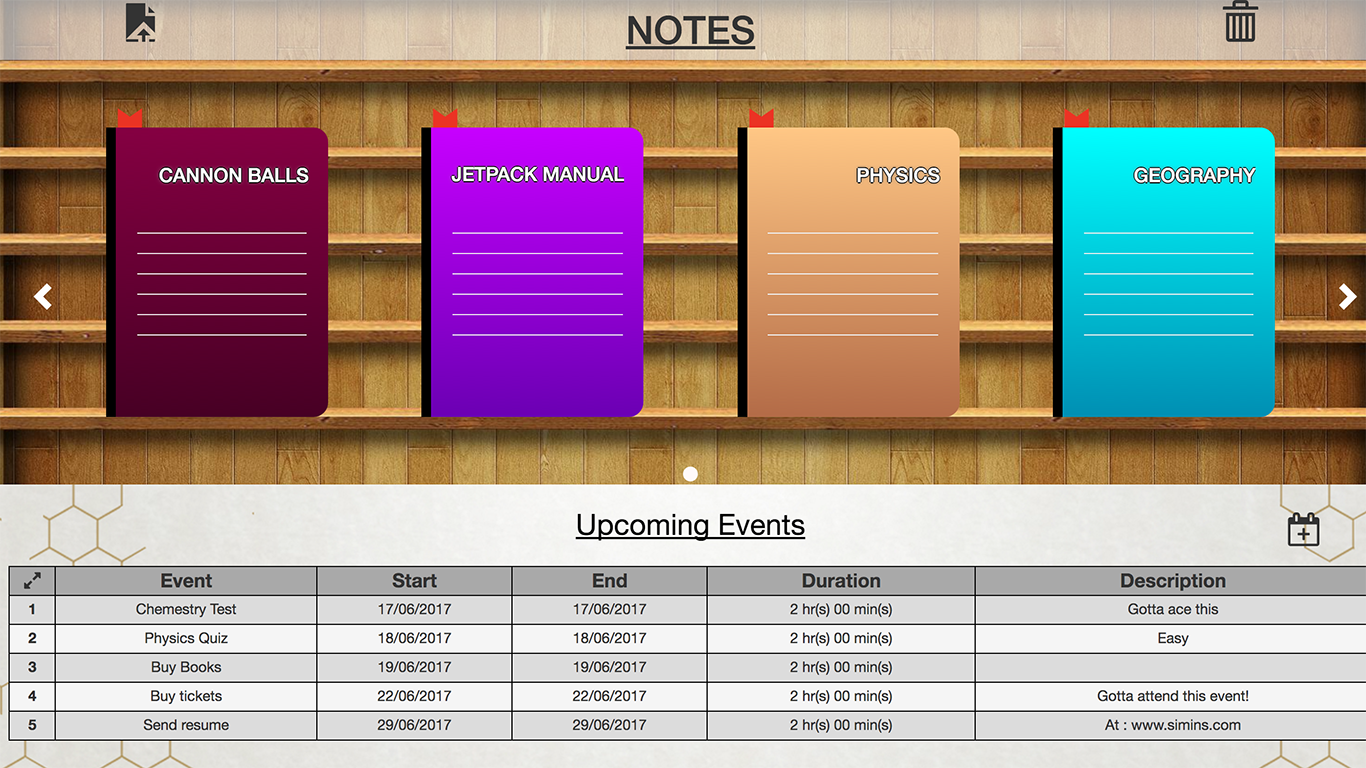 NOTES
CANNON BALLS
JETPACK MANUAL
PHYSICS
GEOGRAPHY
Upcoming Events
Event Start End Duration Description
1 Chemestry Test 17/06/2017 17/06/2017 2 hr(s) 00 min(s) Gotta ace this
2 Physics Quiz 18/06/2017 18/06/2017 2 hr(s) 00 min(s) Easy
3 Buy Books 19/06/2017 19/06/2017 2 hr(s) 00 min(s)
4 Buy tickets 22/06/2017 22/06/2017 2 hr(s) 00 min(s) Gotta attend this event!
5 Send resume 29/06/2017 29/06/2017 2 hr(s) 00 min(s) At : www.simins.com